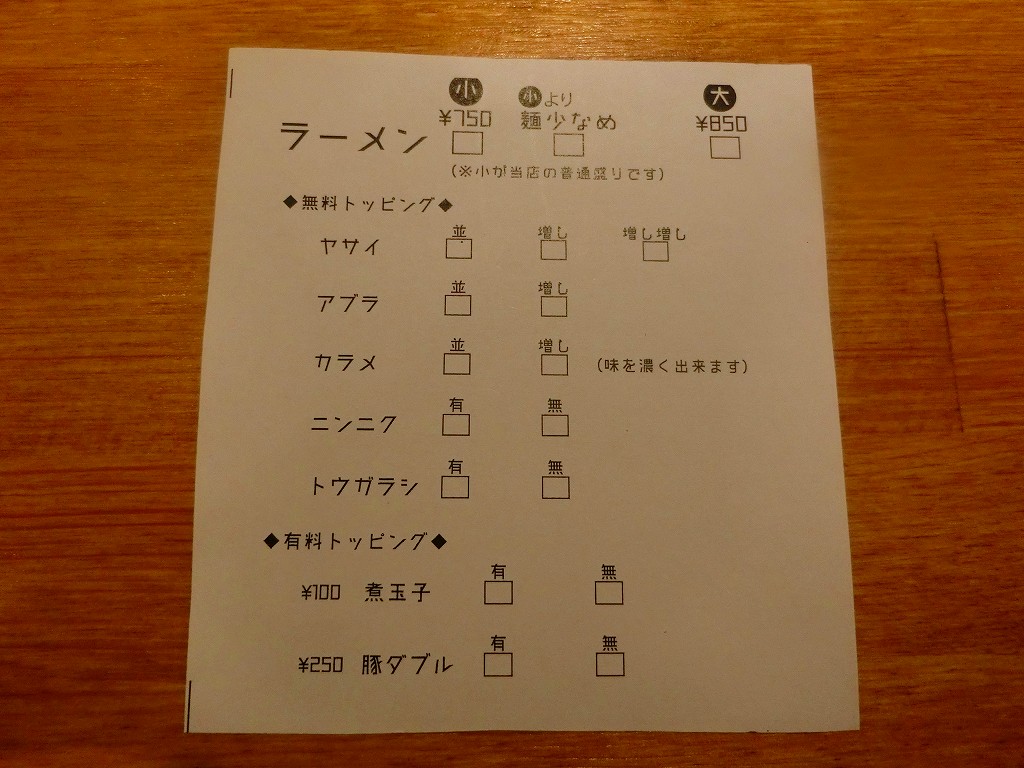 小 小より 大
¥750 麺少なめ ¥850
ラーメン
(※小が当店の普通盛りです)
◆無料トッピング◆
並 増し 増し増し
ヤサイ
並 増し
アブラ
並 増し
カラメ (味を濃く出来ます)
有 無
ニンニク
有 無
トウガラシ
◆有料トッピング◆
有 無
¥100 煮玉子
有 無
¥250 豚ダブル